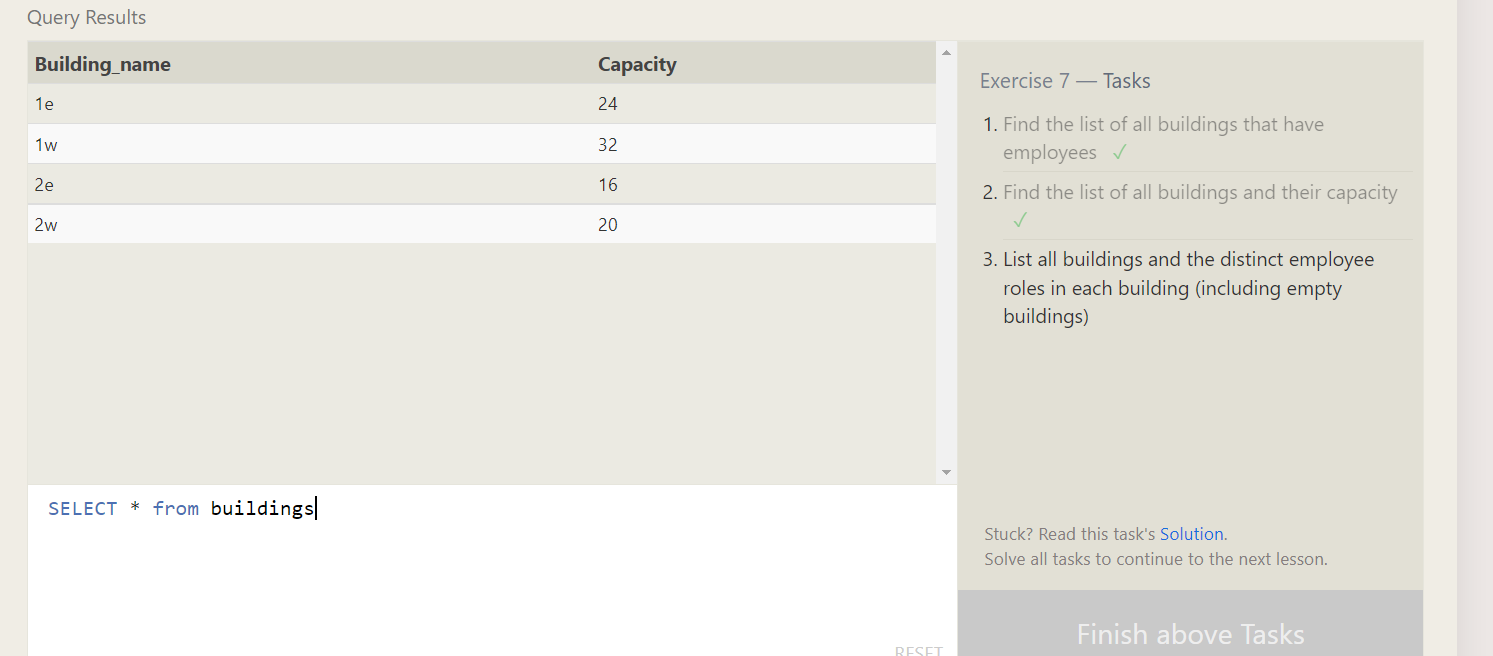 Query Results
Building_name Capacity
1e 24
1w 32
2e 16
2w 20
SELECT * from buildings
RESET
Exercise 7 — Tasks
1. Find the list of all buildings that have
employees ✓
2. Find the list of all buildings and their capacity
✓
3. List all buildings and the distinct employee
roles in each building (including empty
buildings)
Stuck? Read this task's Solution.
Solve all tasks to continue to the next lesson.
Finish above Tasks